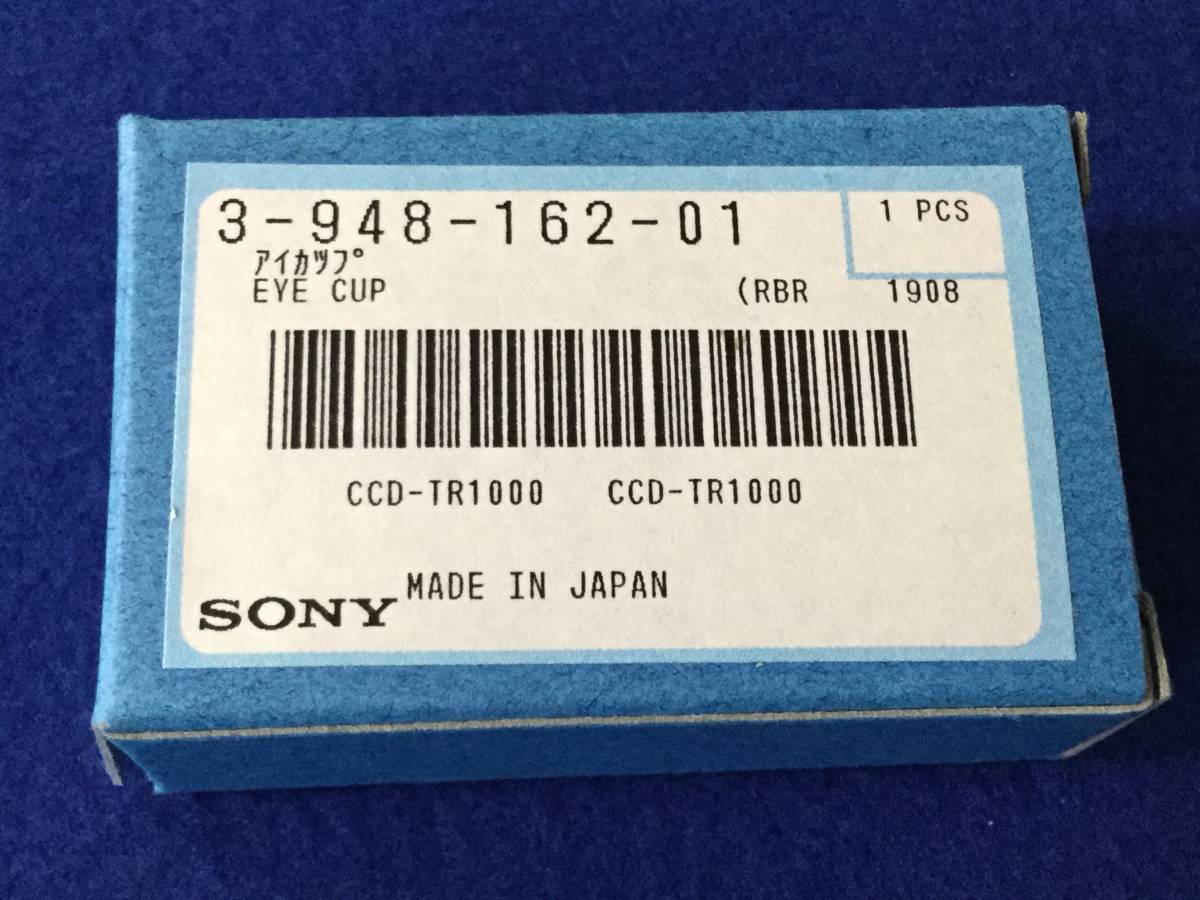 3-948-162-01
1 PCS
ｱｲｶﾂﾌﾟ
EYE CUP (RBR 1908
CCD-TR1000 CCD-TR1000
MADE IN JAPAN
SONY